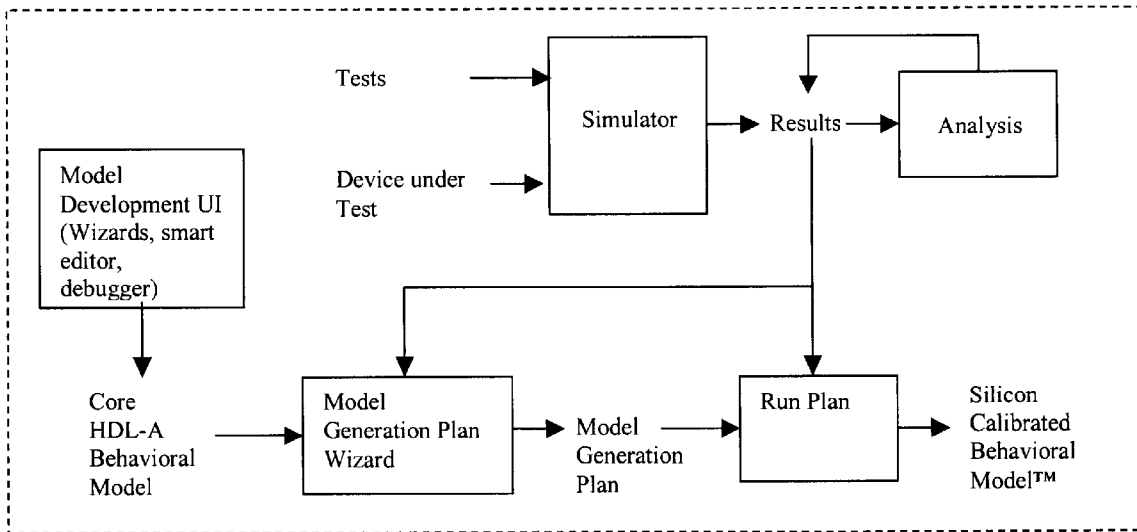 Tests
Simulator
Results
Analysis
Device under
Test
Model
Development UI
(Wizards, smart
editor,
debugger)
Core
HDL-A
Behavioral
Model
Model
Generation Plan
Wizard
Model
Generation
Plan
Run Plan
Silicon
Calibrated
Behavioral
Model™